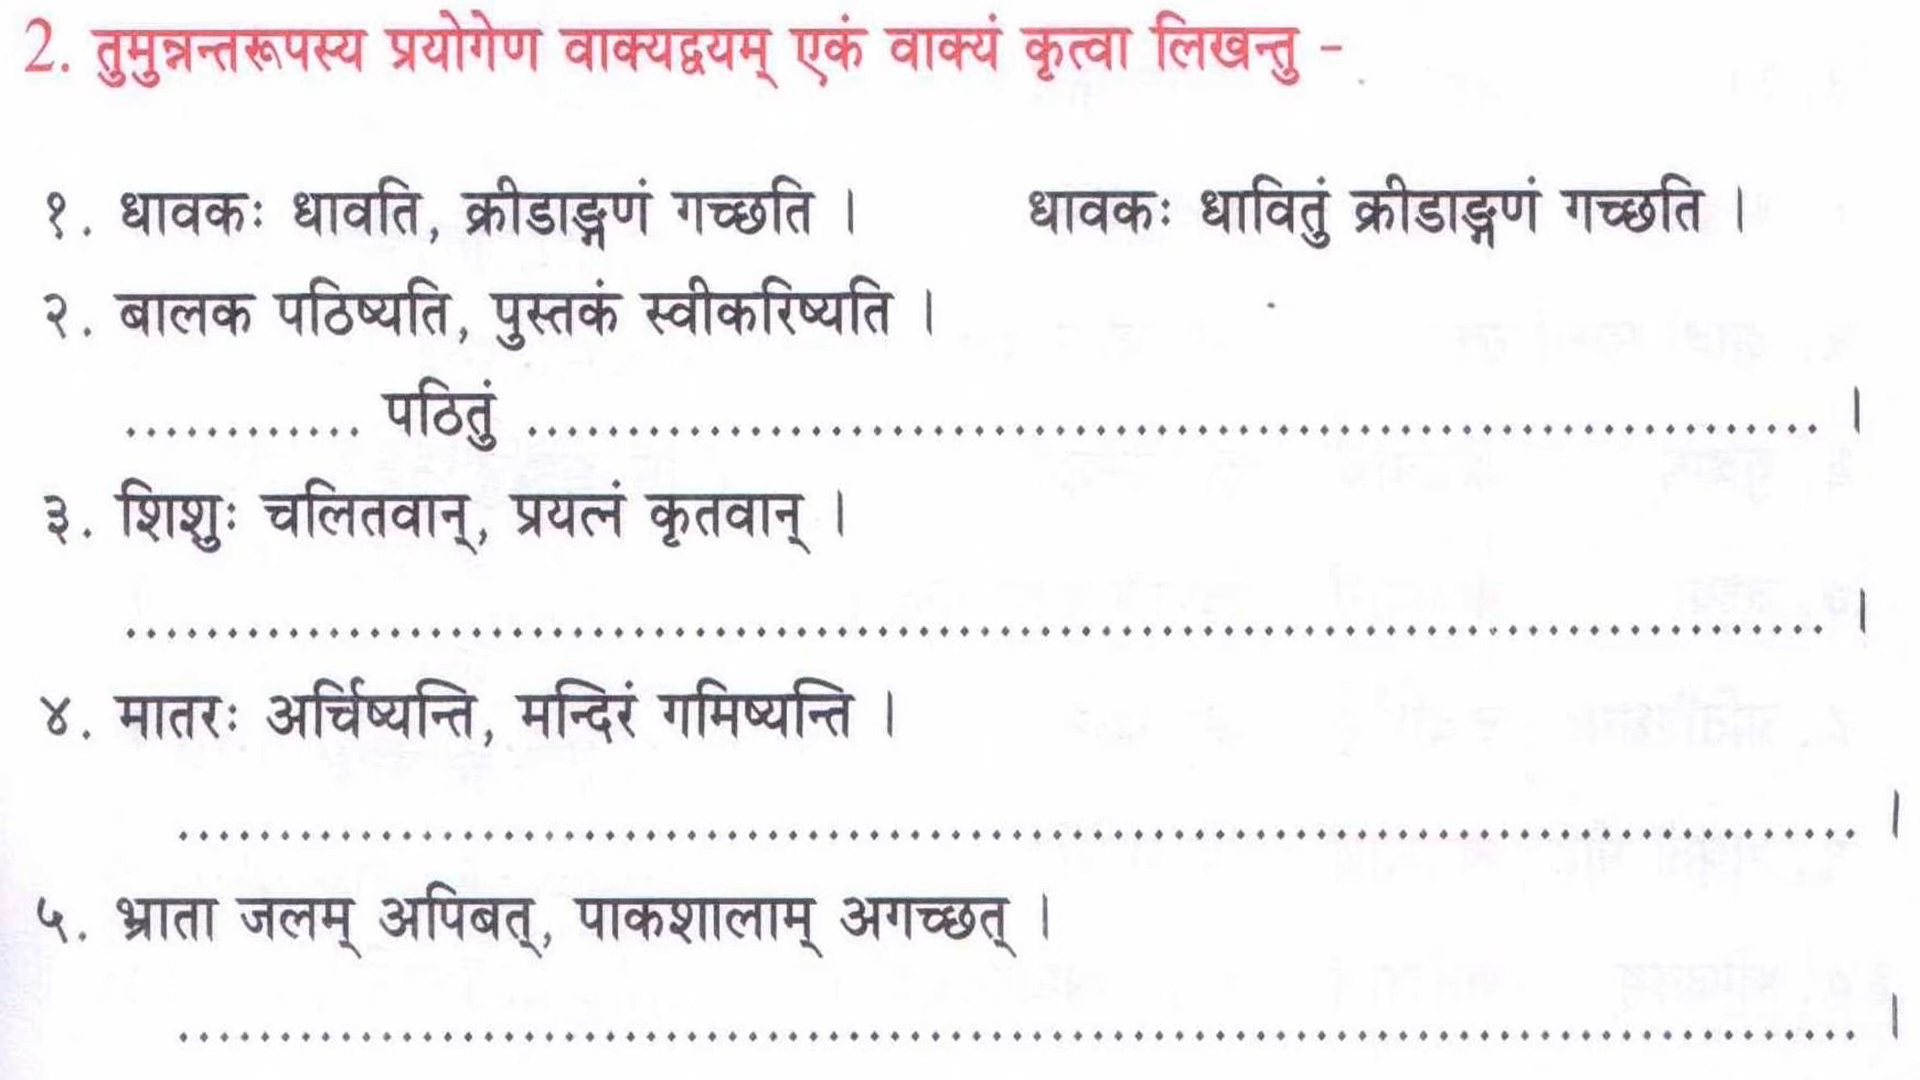 2. तुमुन्नन्तरूपस्य प्रयोगेण वाक्यद्वयम् एकं वाक्यं कृत्वा लिखन्तु -
१. धावकः धावति, क्रीडाङ्गणं गच्छति । धावकः धावितुं क्रीडाङ्गणं गच्छति ।
२. बालक पठिष्यति, पुस्तकं स्वीकरिष्यति ।
............ पठितुं .................................................................. ।
३. शिशुः चलितवान्, प्रयत्नं कृतवान् ।
....................................................................................... ।
४. मातरः अर्चिष्यन्ति, मन्दिरं गमिष्यन्ति ।
..................................................................................... ।
५. भ्राता जलम् अपिबत्, पाकशालाम् अगच्छत् ।
..................................................................................... ।